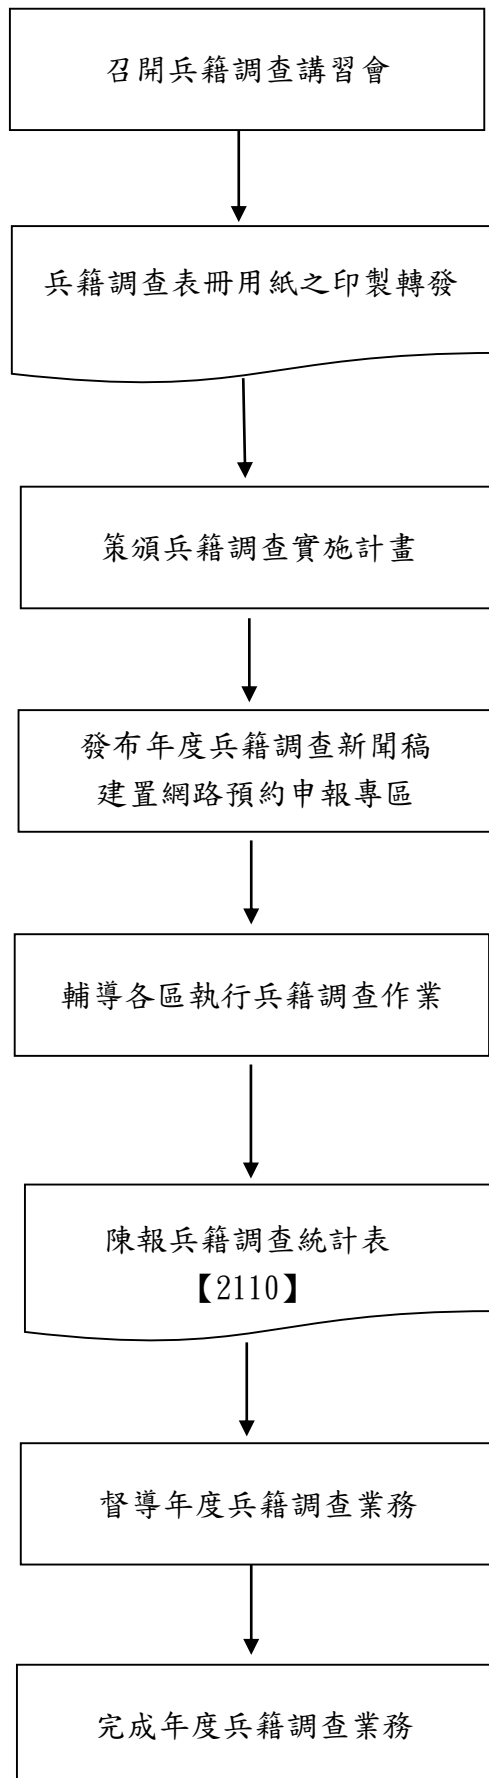 召開兵籍調查講習會
兵籍調查表冊用紙之印製轉發
策頒兵籍調查實施計畫
發布年度兵籍調查新聞稿
建置網路預約申報專區
輔導各區執行兵籍調查作業
陳報兵籍調查統計表
【2110】
督導年度兵籍調查業務
完成年度兵籍調查業務